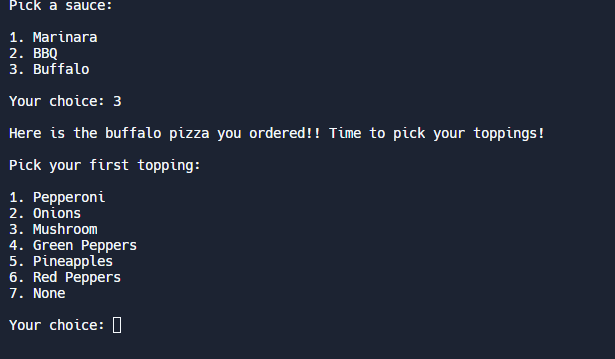 Pick a sauce:
1. Marinara
2. BBQ
3. Buffalo
Your choice: 3
Here is the buffalo pizza you ordered!! Time to pick your toppings!
Pick your first topping:
1. Pepperoni
2. Onions
3. Mushroom
4. Green Peppers
5. Pineapples
6. Red Peppers
7. None
Your choice: